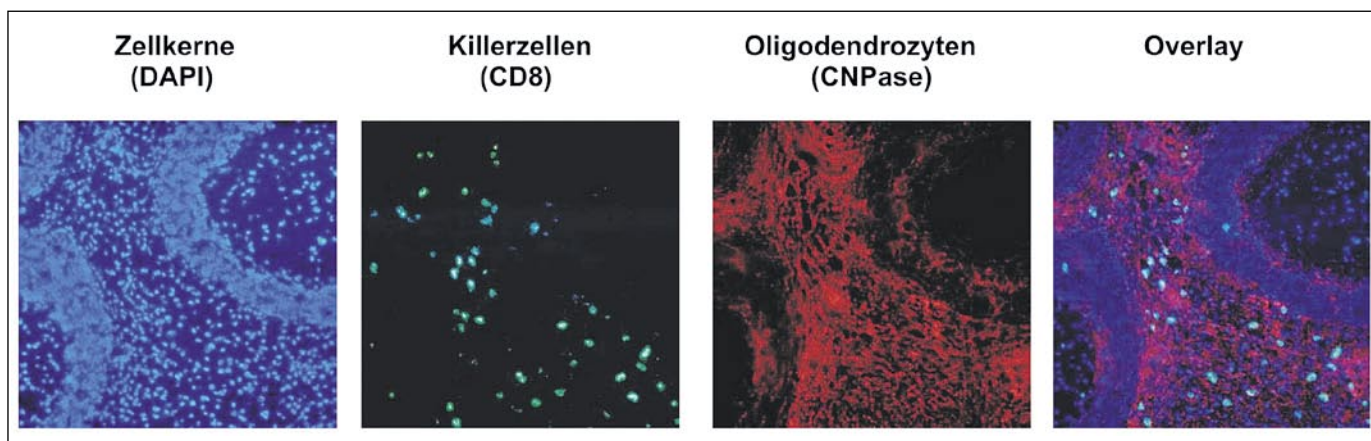 Zellkerne
(DAPI)
Killerzellen
(CD8)
Oligodendrozyten
(CNPase)
Overlay